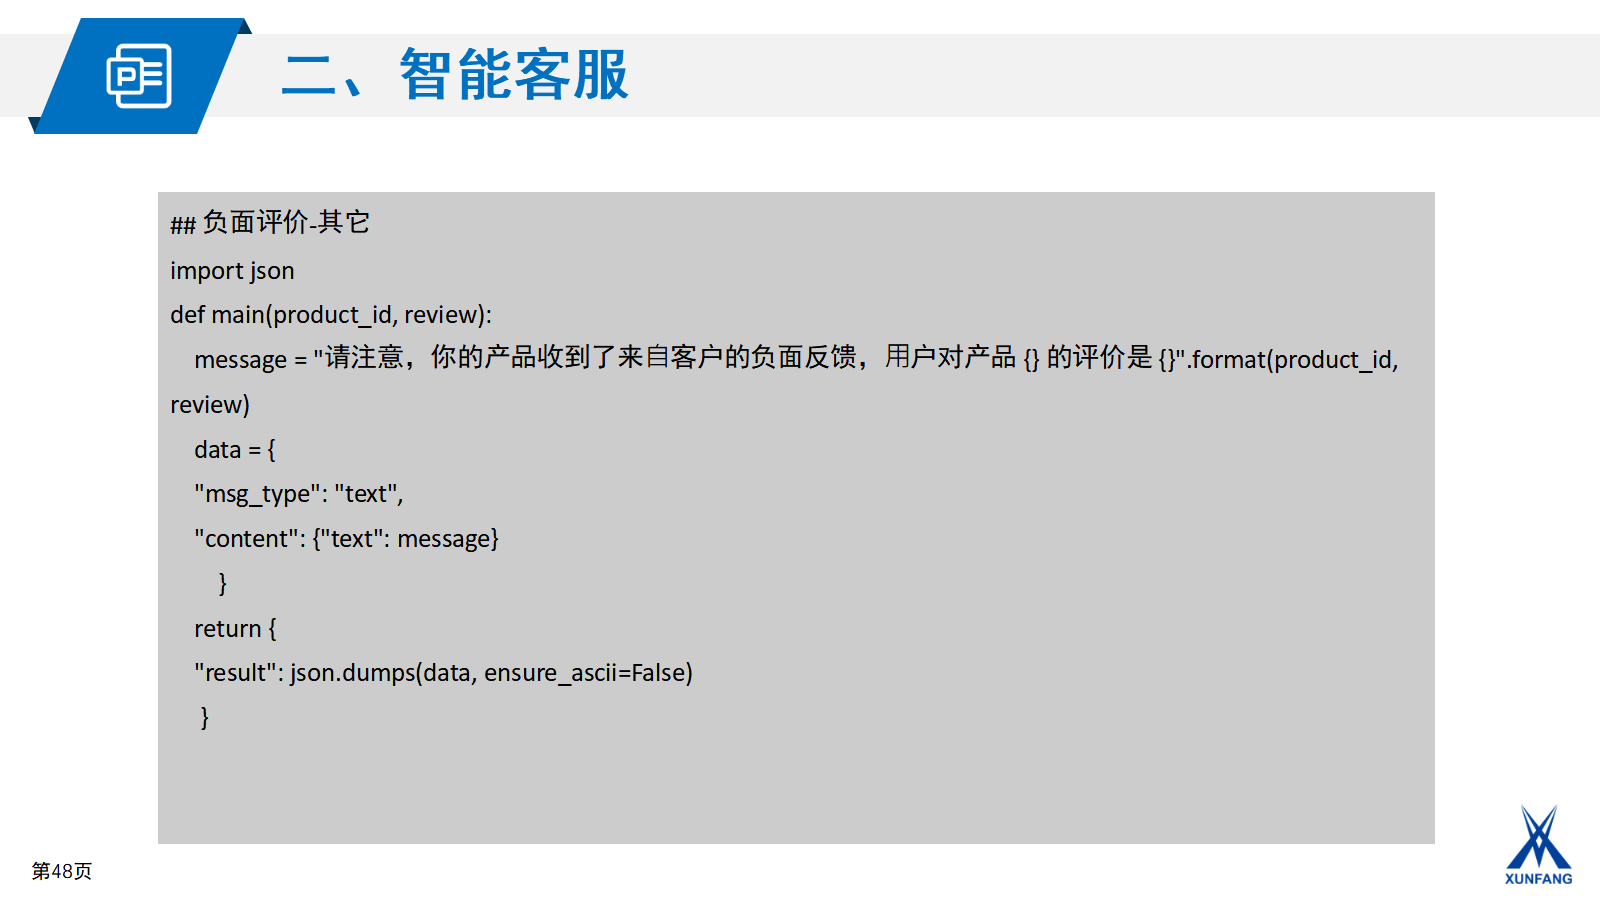 二、智能客服
## 负面评价-其它
import json
def main(product_id, review):
    message = "请注意，你的产品收到了来自客户的负面反馈，用户对产品 {} 的评价是 {}".format(product_id,
review)
    data = {
    "msg_type": "text",
    "content": {"text": message}
        }
    return {
    "result": json.dumps(data, ensure_ascii=False)
     }
第48页
XUNFANG